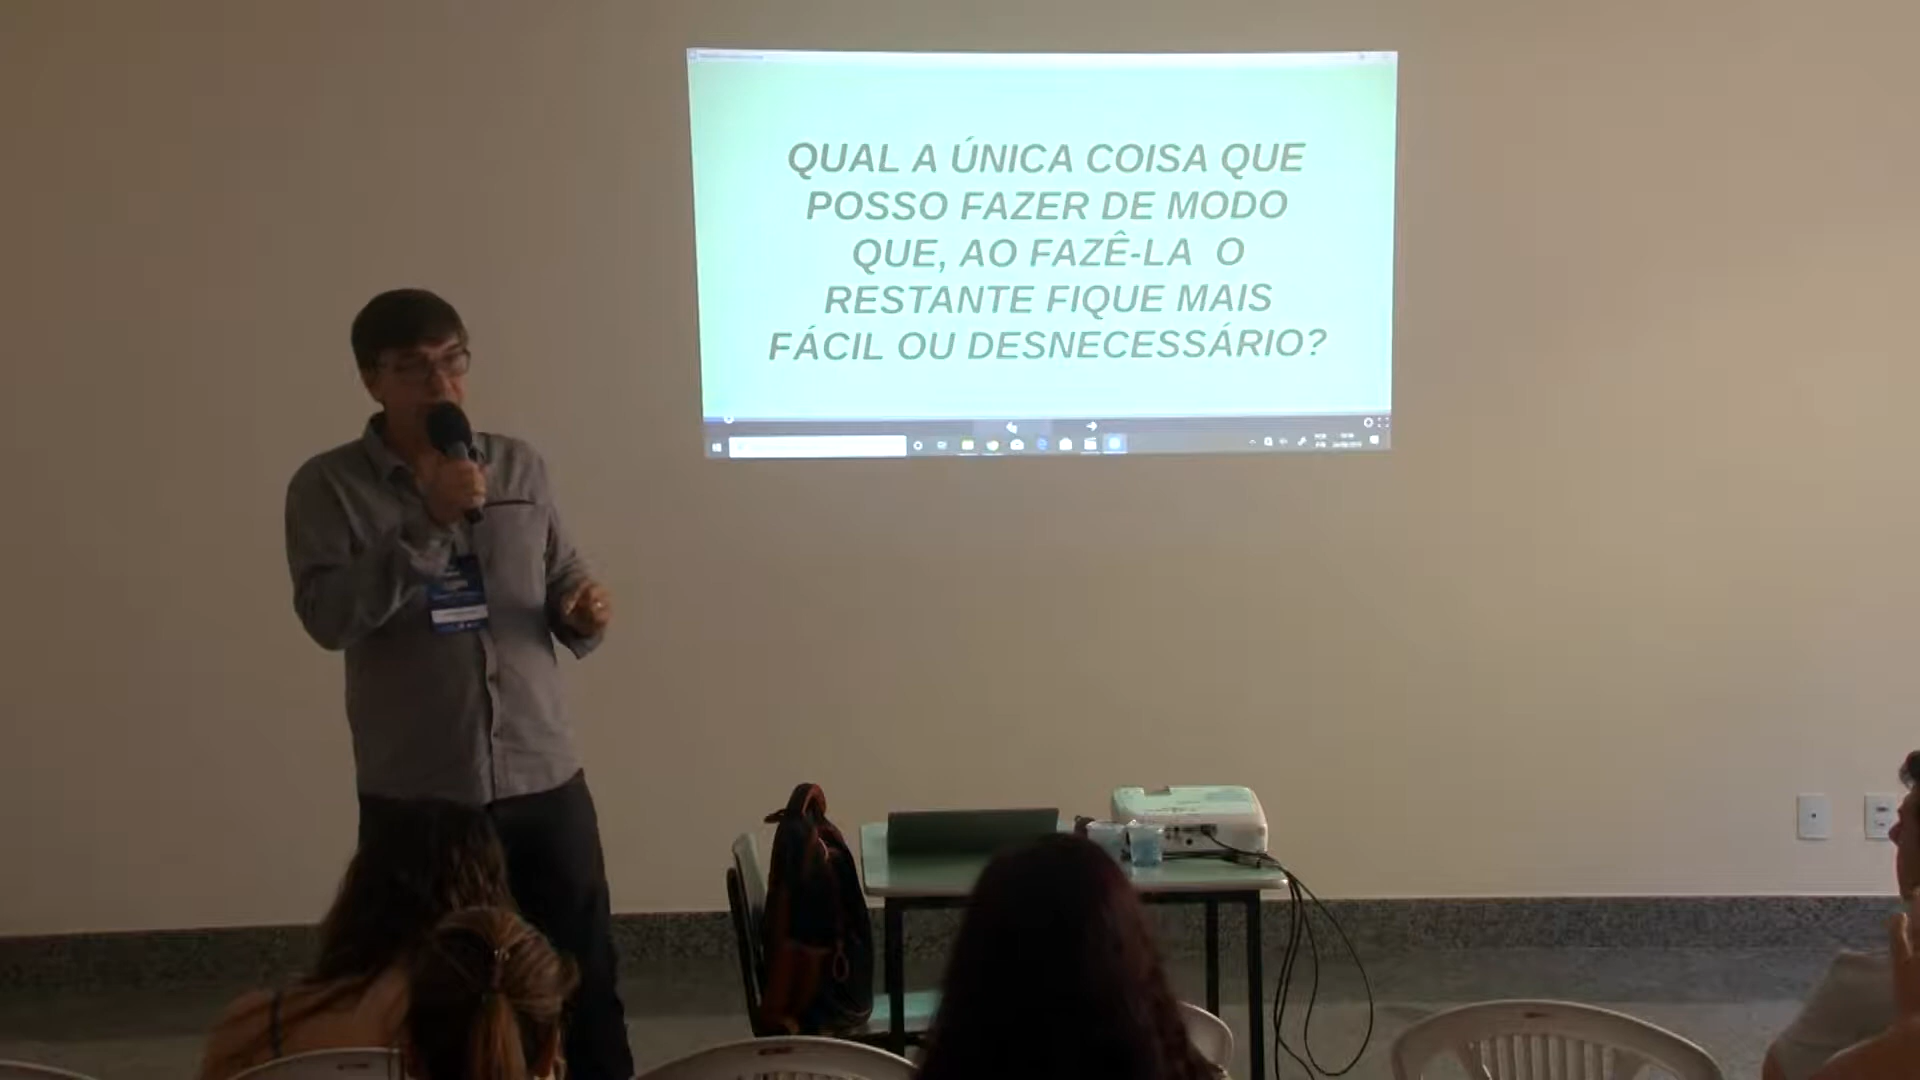 QUAL A ÚNICA COISA QUE
POSSO FAZER DE MODO
QUE, AO FAZÊ-LA O
RESTANTE FIQUE MAIS
FÁCIL OU DESNECESSÁRIO?